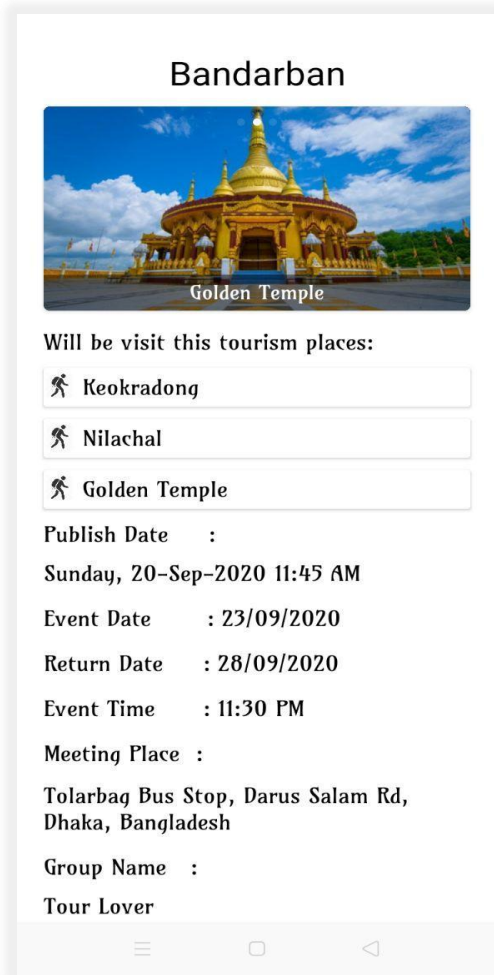 Bandarban
Golden Temple
Will be visit this tourism places:
Keokradong
Nilachal
Golden Temple
Publish Date :
Sunday, 20-Sep-2020 11:45 AM
Event Date : 23/09/2020
Return Date : 28/09/2020
Event Time : 11:30 PM
Meeting Place :
Tolarbag Bus Stop, Darus Salam Rd,
Dhaka, Bangladesh
Group Name :
Tour Lover